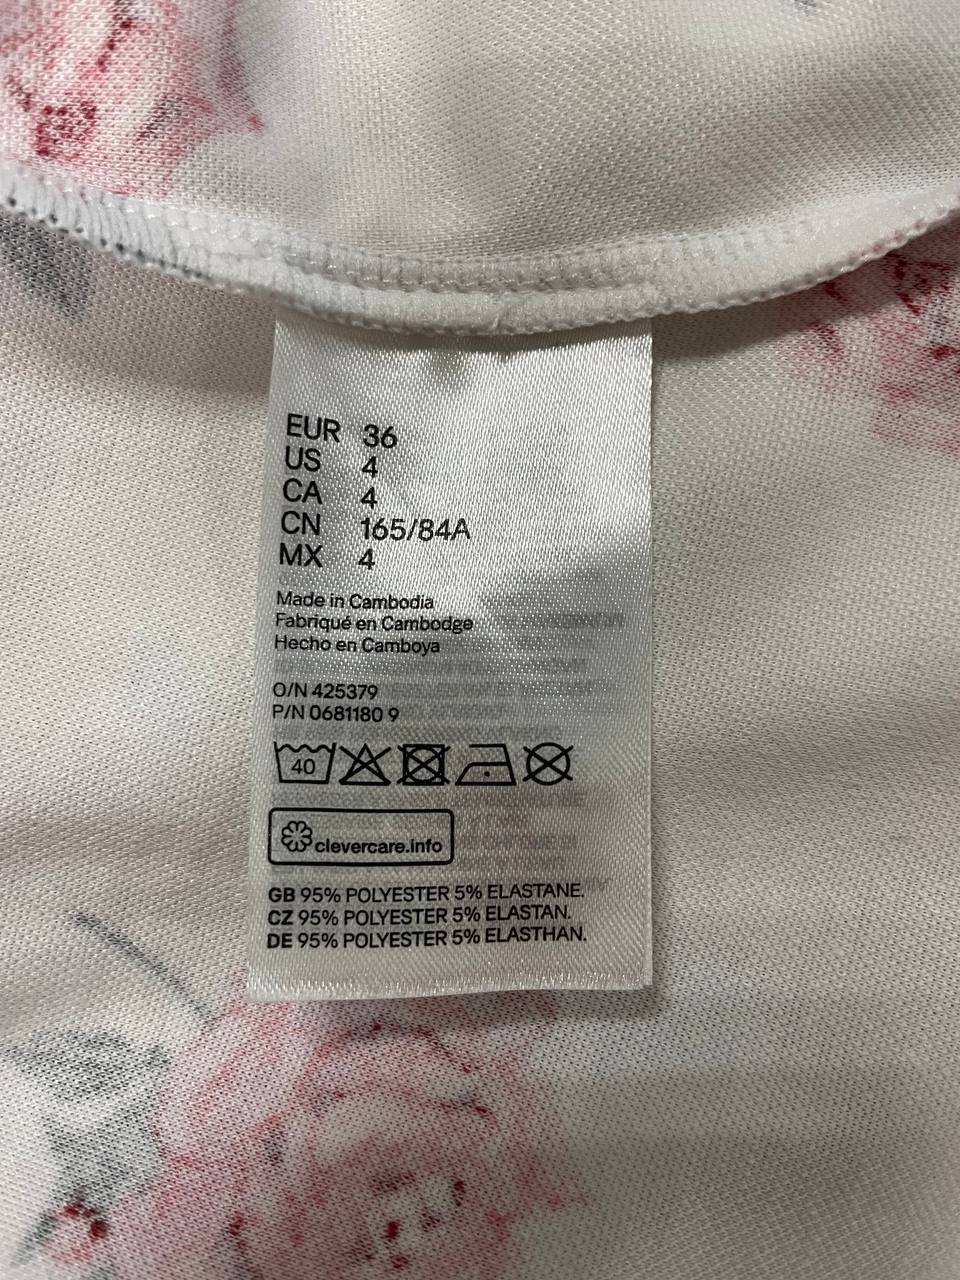 EUR 36
US 4
CA 4
CN 165/84A
MX 4
Made in Cambodia
Fabriqué en Cambodge
Hecho en Camboya
O/N 425379
P/N 0681180 9
40
clevercare.info
GB 95% POLYESTER 5% ELASTANE.
CZ 95% POLYESTER 5% ELASTAN.
DE 95% POLYESTER 5% ELASTHAN.